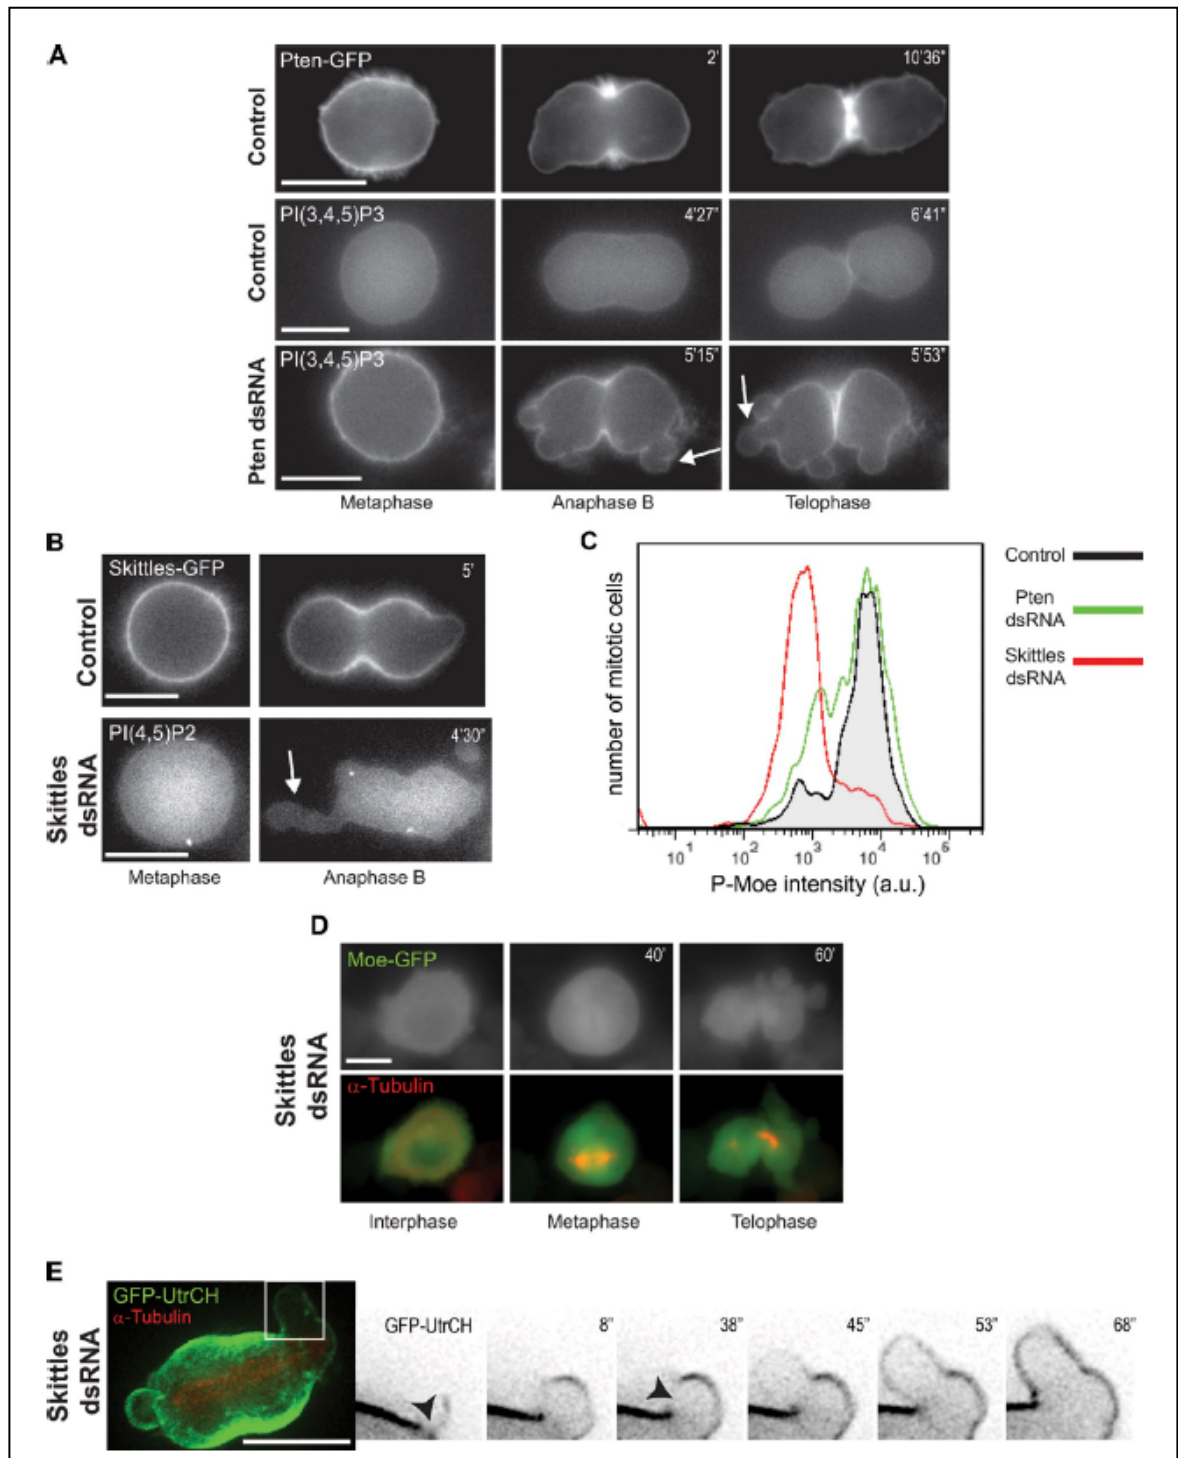 A
Pten-GFP
2'
10'36"
Control
PI(3,4,5)P3
4'27"
6'41"
Control
PI(3,4,5)P3
5'15"
5'53"
Pten dsRNA
Metaphase
Anaphase B
Telophase
B
Skittles-GFP
5'
Control
PI(4,5)P2
4'30"
Skittles
dsRNA
Metaphase
Anaphase B
C
number of mitotic cells
10^1
10^2
10^3
10^4
10^5
P-Moe intensity (a.u.)
Control
Pten
dsRNA
Skittles
dsRNA
D
Moe-GFP
40'
60'
α-Tubulin
Skittles
dsRNA
Interphase
Metaphase
Telophase
E
GFP-UtrCH
α-Tubulin
Skittles
dsRNA
GFP-UtrCH
8"
38"
45"
53"
68"